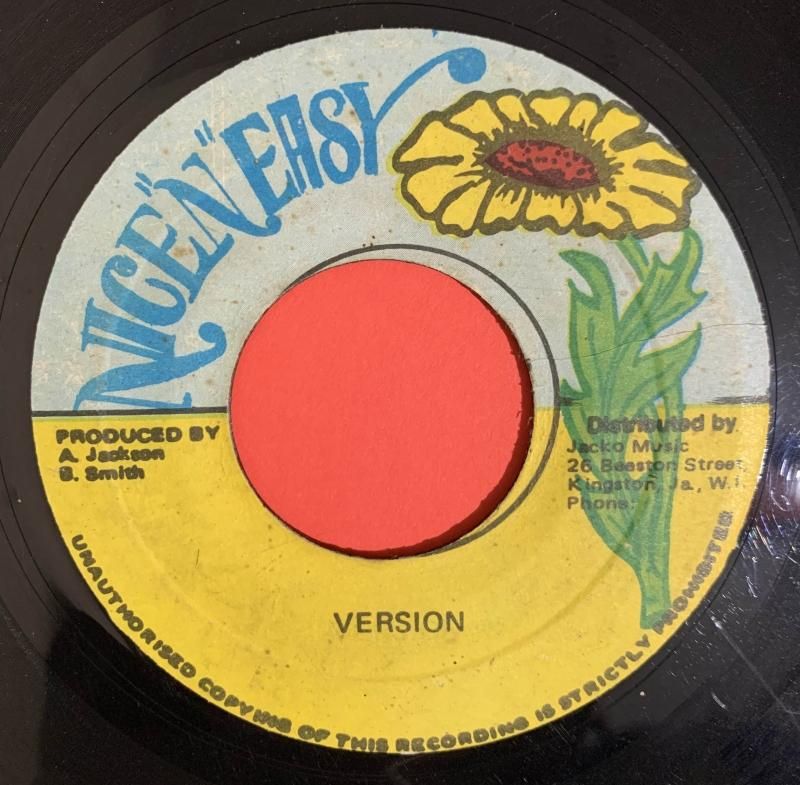 NICE "N" EASY
PRODUCED BY
A. Jackson
B. Smith
Distributed by
Jacko Music
26 Beeston Street,
Kingston, Ja., W.I.
Phone:
VERSION
UNAUTHORISED COPYING OF THIS RECORDING IS STRICTLY PROHIBITED